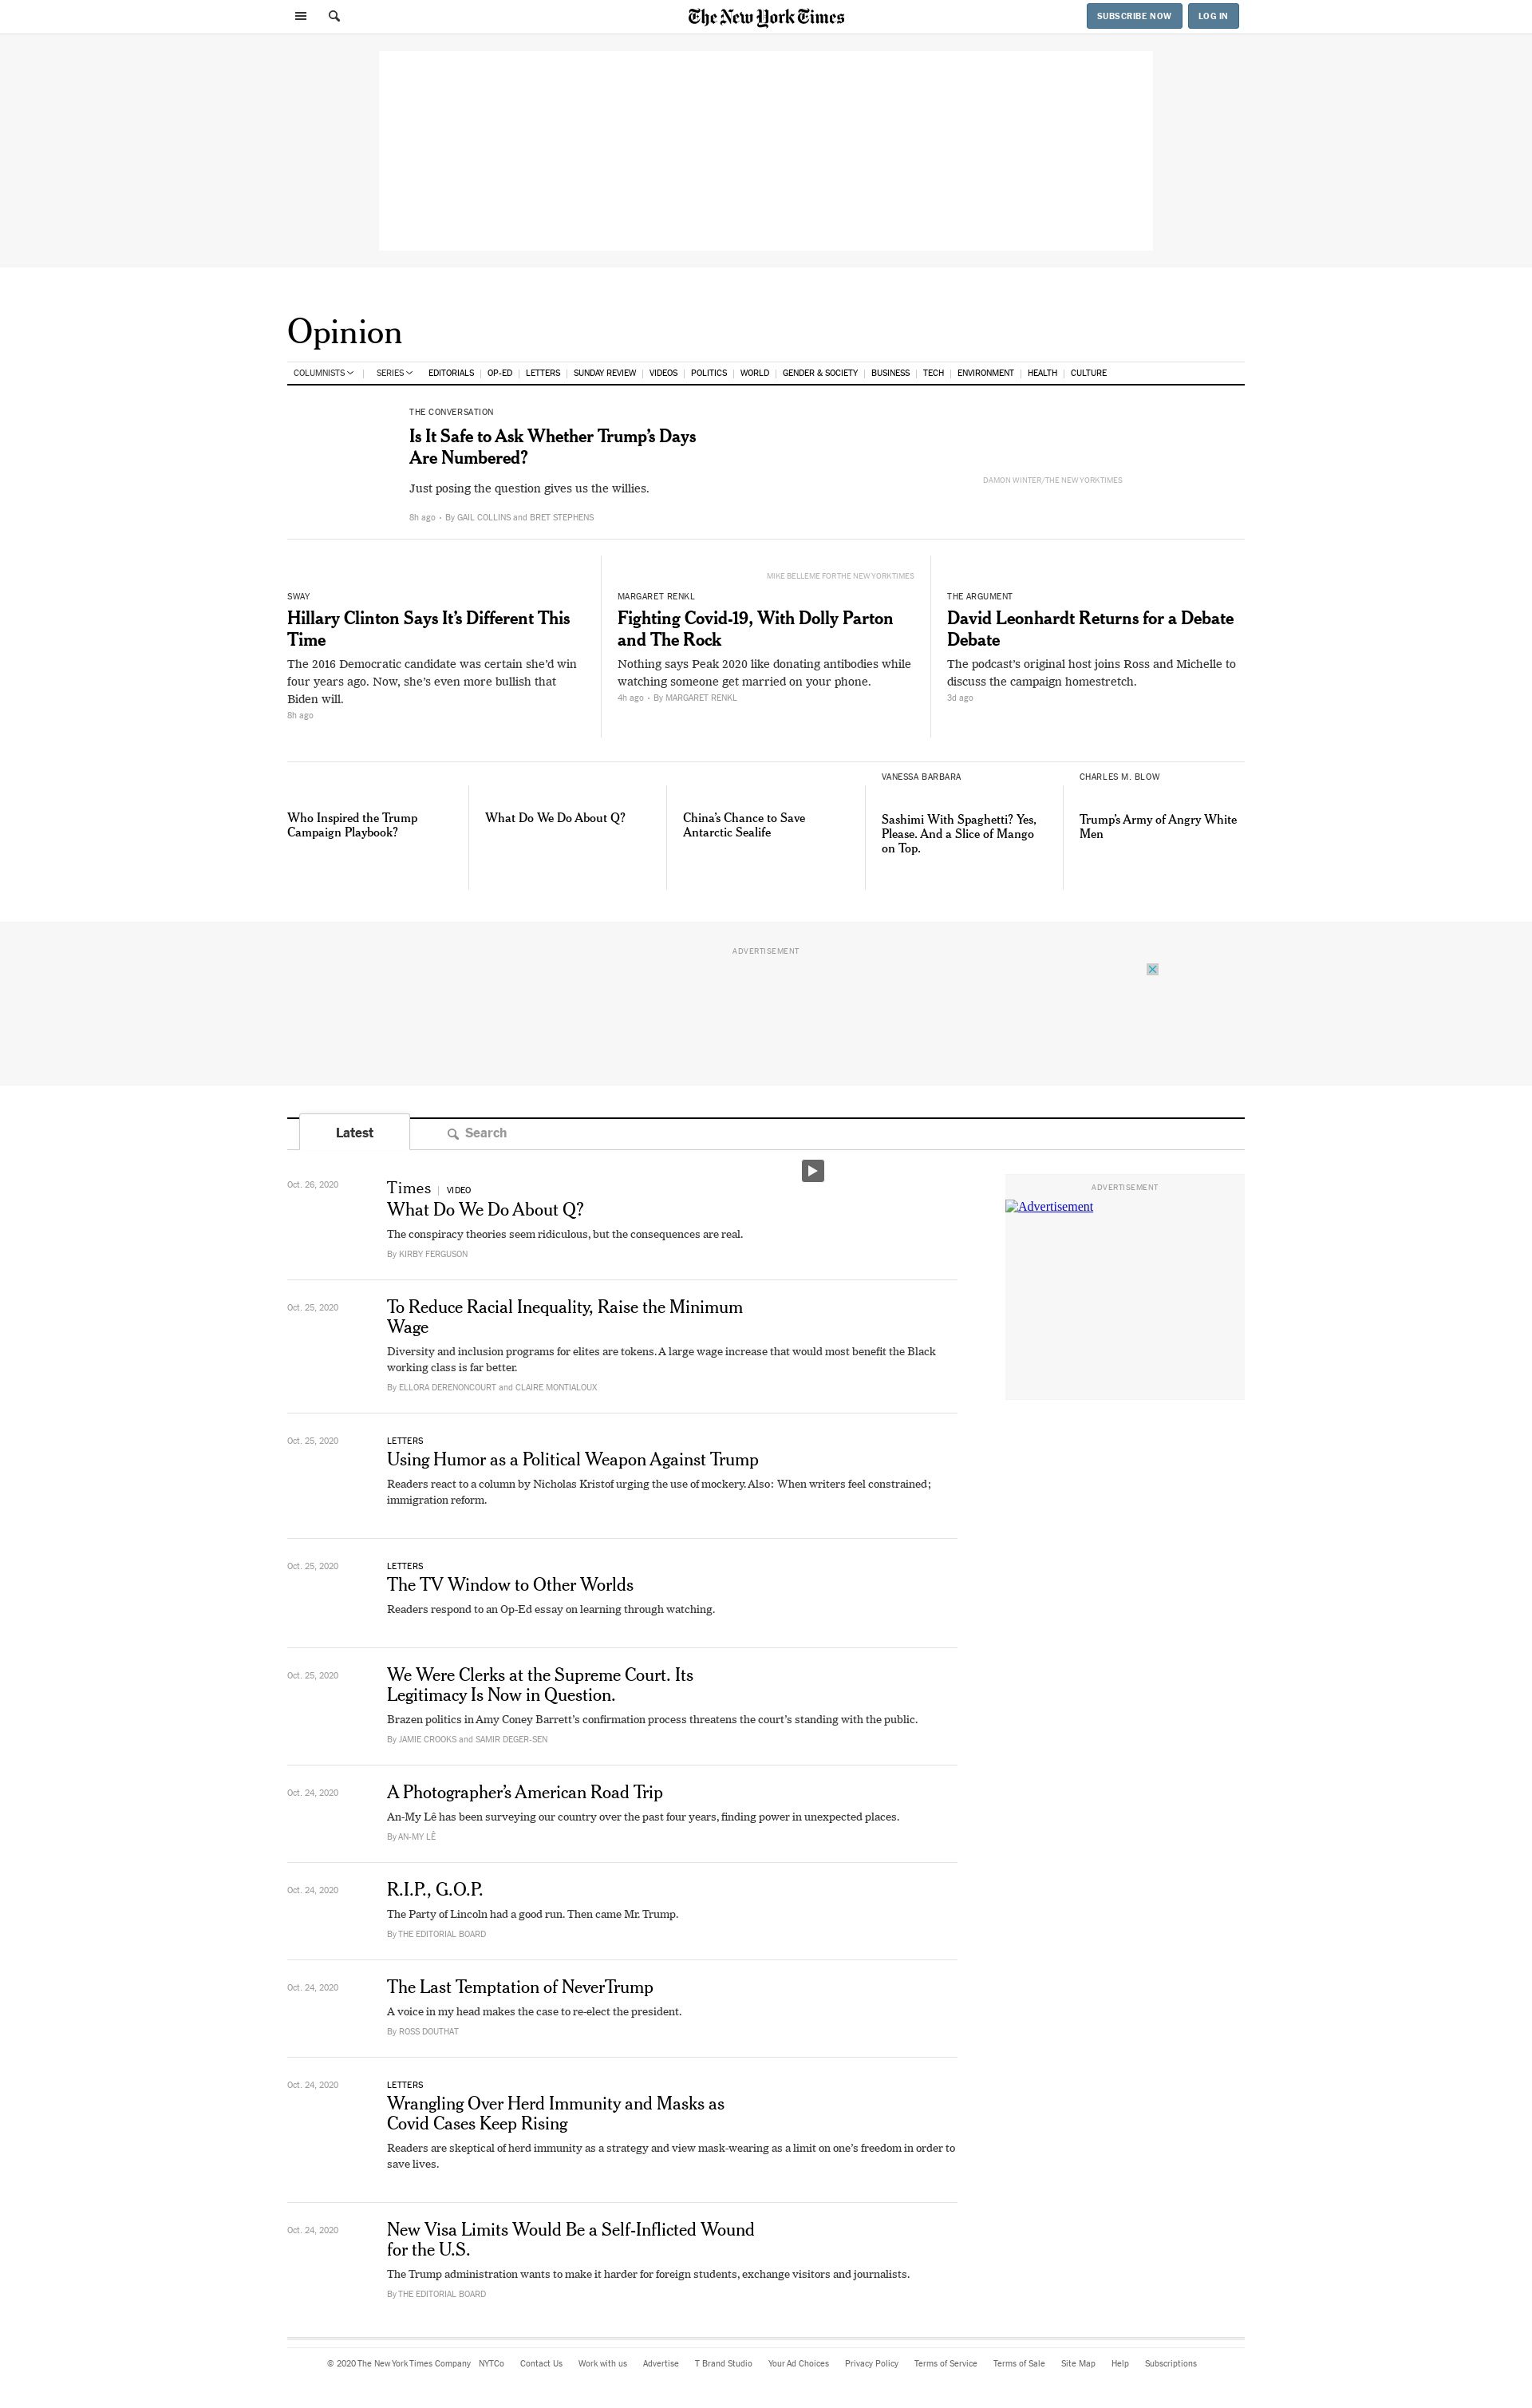 The New York Times
SUBSCRIBE NOW
LOG IN
Opinion
COLUMNISTS
SERIES
EDITORIALS
OP-ED
LETTERS
SUNDAY REVIEW
VIDEOS
POLITICS
WORLD
GENDER & SOCIETY
BUSINESS
TECH
ENVIRONMENT
HEALTH
CULTURE
THE CONVERSATION
Is It Safe to Ask Whether Trump’s Days
Are Numbered?
Just posing the question gives us the willies.
8h ago • By GAIL COLLINS and BRET STEPHENS
DAMON WINTER/THE NEW YORK TIMES
SWAY
Hillary Clinton Says It’s Different This
Time
The 2016 Democratic candidate was certain she’d win
four years ago. Now, she’s even more bullish that
Biden will.
8h ago
MIKE BELLEME FOR THE NEW YORK TIMES
MARGARET RENKL
Fighting Covid-19, With Dolly Parton
and The Rock
Nothing says Peak 2020 like donating antibodies while
watching someone get married on your phone.
4h ago • By MARGARET RENKL
THE ARGUMENT
David Leonhardt Returns for a Debate
Debate
The podcast’s original host joins Ross and Michelle to
discuss the campaign homestretch.
3d ago
Who Inspired the Trump
Campaign Playbook?
What Do We Do About Q?
China’s Chance to Save
Antarctic Sealife
VANESSA BARBARA
Sashimi With Spaghetti? Yes,
Please. And a Slice of Mango
on Top.
CHARLES M. BLOW
Trump’s Army of Angry White
Men
ADVERTISEMENT
Latest
Search
Oct. 26, 2020
Times | VIDEO
What Do We Do About Q?
The conspiracy theories seem ridiculous, but the consequences are real.
By KIRBY FERGUSON
ADVERTISEMENT
Advertisement
Oct. 25, 2020
To Reduce Racial Inequality, Raise the Minimum
Wage
Diversity and inclusion programs for elites are tokens. A large wage increase that would most benefit the Black
working class is far better.
By ELLORA DERENONCOURT and CLAIRE MONTIALOUX
Oct. 25, 2020
LETTERS
Using Humor as a Political Weapon Against Trump
Readers react to a column by Nicholas Kristof urging the use of mockery. Also: When writers feel constrained;
immigration reform.
Oct. 25, 2020
LETTERS
The TV Window to Other Worlds
Readers respond to an Op-Ed essay on learning through watching.
Oct. 25, 2020
We Were Clerks at the Supreme Court. Its
Legitimacy Is Now in Question.
Brazen politics in Amy Coney Barrett’s confirmation process threatens the court’s standing with the public.
By JAMIE CROOKS and SAMIR DEGER-SEN
Oct. 24, 2020
A Photographer’s American Road Trip
An-My Lê has been surveying our country over the past four years, finding power in unexpected places.
By AN-MY LÊ
Oct. 24, 2020
R.I.P., G.O.P.
The Party of Lincoln had a good run. Then came Mr. Trump.
By THE EDITORIAL BOARD
Oct. 24, 2020
The Last Temptation of NeverTrump
A voice in my head makes the case to re-elect the president.
By ROSS DOUTHAT
Oct. 24, 2020
LETTERS
Wrangling Over Herd Immunity and Masks as
Covid Cases Keep Rising
Readers are skeptical of herd immunity as a strategy and view mask-wearing as a limit on one’s freedom in order to
save lives.
Oct. 24, 2020
New Visa Limits Would Be a Self-Inflicted Wound
for the U.S.
The Trump administration wants to make it harder for foreign students, exchange visitors and journalists.
By THE EDITORIAL BOARD
© 2020 The New York Times Company NYTCo Contact Us Work with us Advertise T Brand Studio Your Ad Choices Privacy Policy Terms of Service Terms of Sale Site Map Help Subscriptions